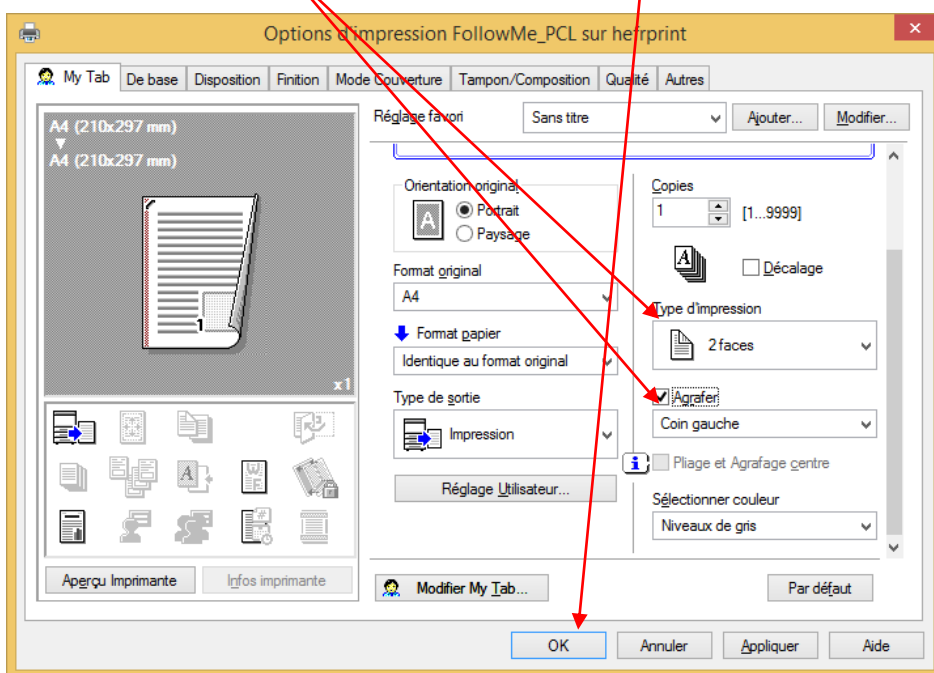 Options d'impression FollowMe_PCL sur hefrprint
My Tab De base Disposition Finition Mode Couverture Tampon/Composition Qualité Autres
A4 (210x297 mm)
A4 (210x297 mm)
1
x1
Réglage favori Sans titre Ajouter... Modifier...
Orientation original
A
Portrait
Paysage
Format original
A4
Format papier
Identique au format original
Type de sortie
Impression
Réglage Utilisateur...
Copies
1 [1...9999]
A Décalage
Type d'impression
2 faces
Agrafer
Coin gauche
i Pliage et Agrafage centre
Sélectionner couleur
Niveaux de gris
Aperçu Imprimante Infos imprimante
Modifier My Tab... Par défaut
OK Annuler Appliquer Aide